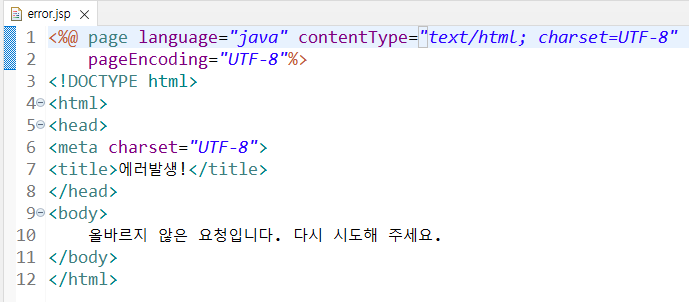 error.jsp
1 <%@ page language="java" contentType="text/html; charset=UTF-8"
2     pageEncoding="UTF-8"%>
3 <!DOCTYPE html>
4 <html>
5 <head>
6 <meta charset="UTF-8">
7 <title>에러발생!</title>
8 </head>
9 <body>
10     올바르지 않은 요청입니다. 다시 시도해 주세요.
11 </body>
12 </html>